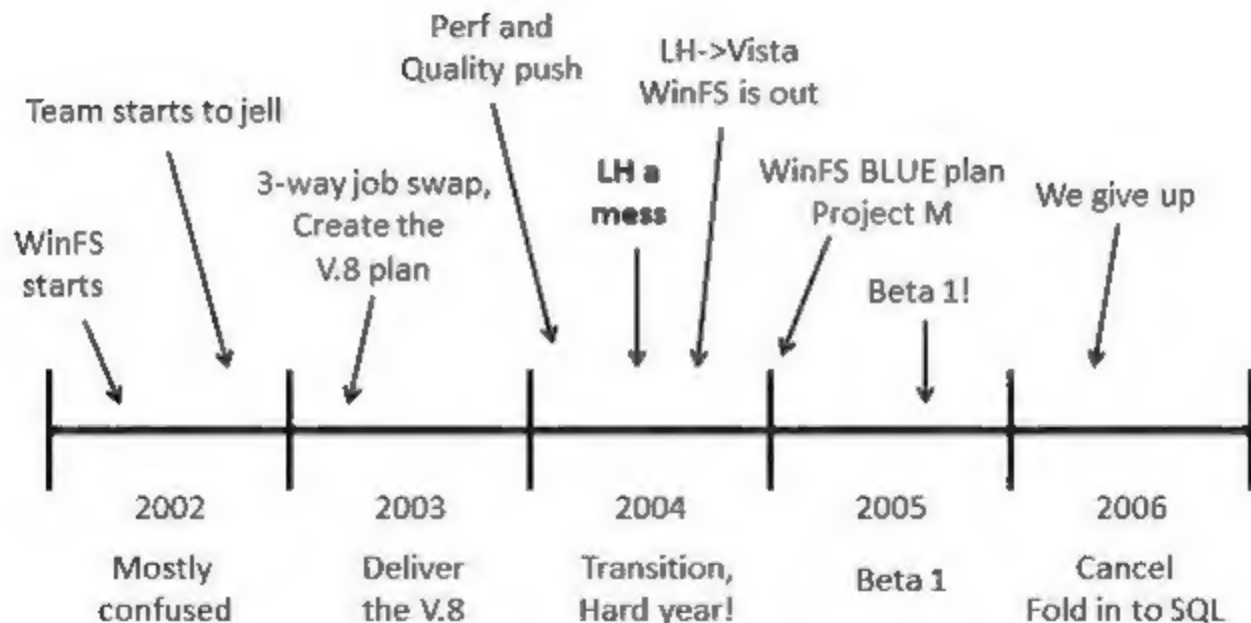 Perf and
Quality push
LH->Vista
WinFS is out
Team starts to jell
3-way job swap,
Create the
V.8 plan
LH a
mess
WinFS BLUE plan
Project M
We give up
WinFS
starts
Beta 1!
2002
2003
2004
2005
2006
Mostly
confused
Deliver
the V.8
Transition,
Hard year!
Beta 1
Cancel
Fold in to SQL